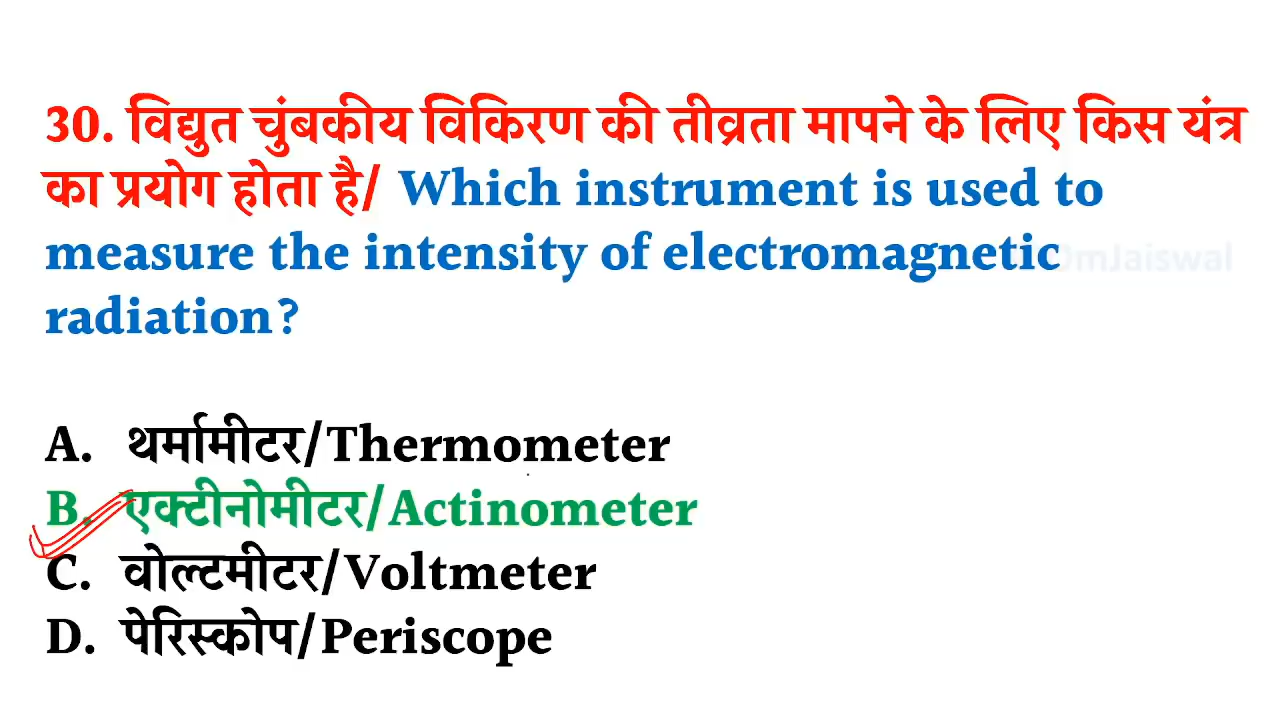 30. विद्युत चुंबकीय विकिरण की तीव्रता मापने के लिए किस यंत्र
का प्रयोग होता है/ Which instrument is used to
measure the intensity of electromagnetic
OmJaiswal
radiation?
A. थर्मामीटर/Thermometer
B. एक्टीनोमीटर/Actinometer
C. वोल्टमीटर/Voltmeter
D. पेरिस्कोप/Periscope